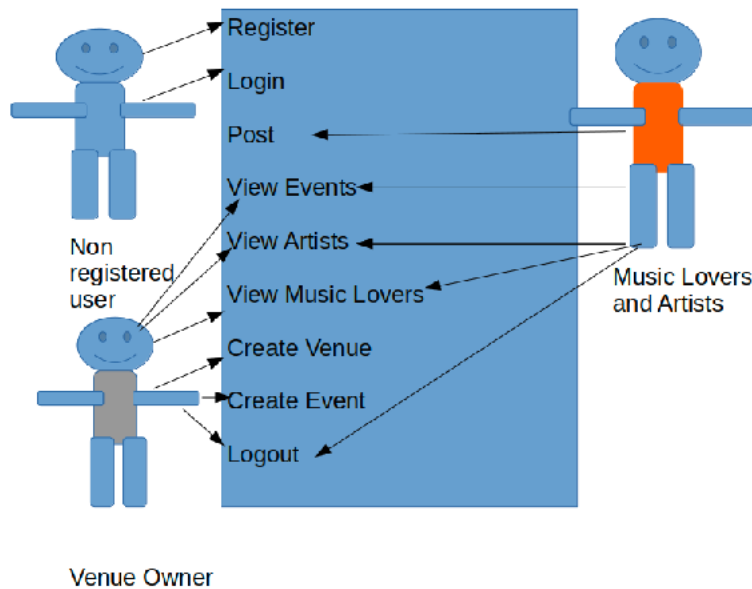 Register
Login
Post
View Events
View Artists
View Music Lovers
Create Venue
Create Event
Logout
Non
registered
user
Music Lovers
and Artists
Venue Owner